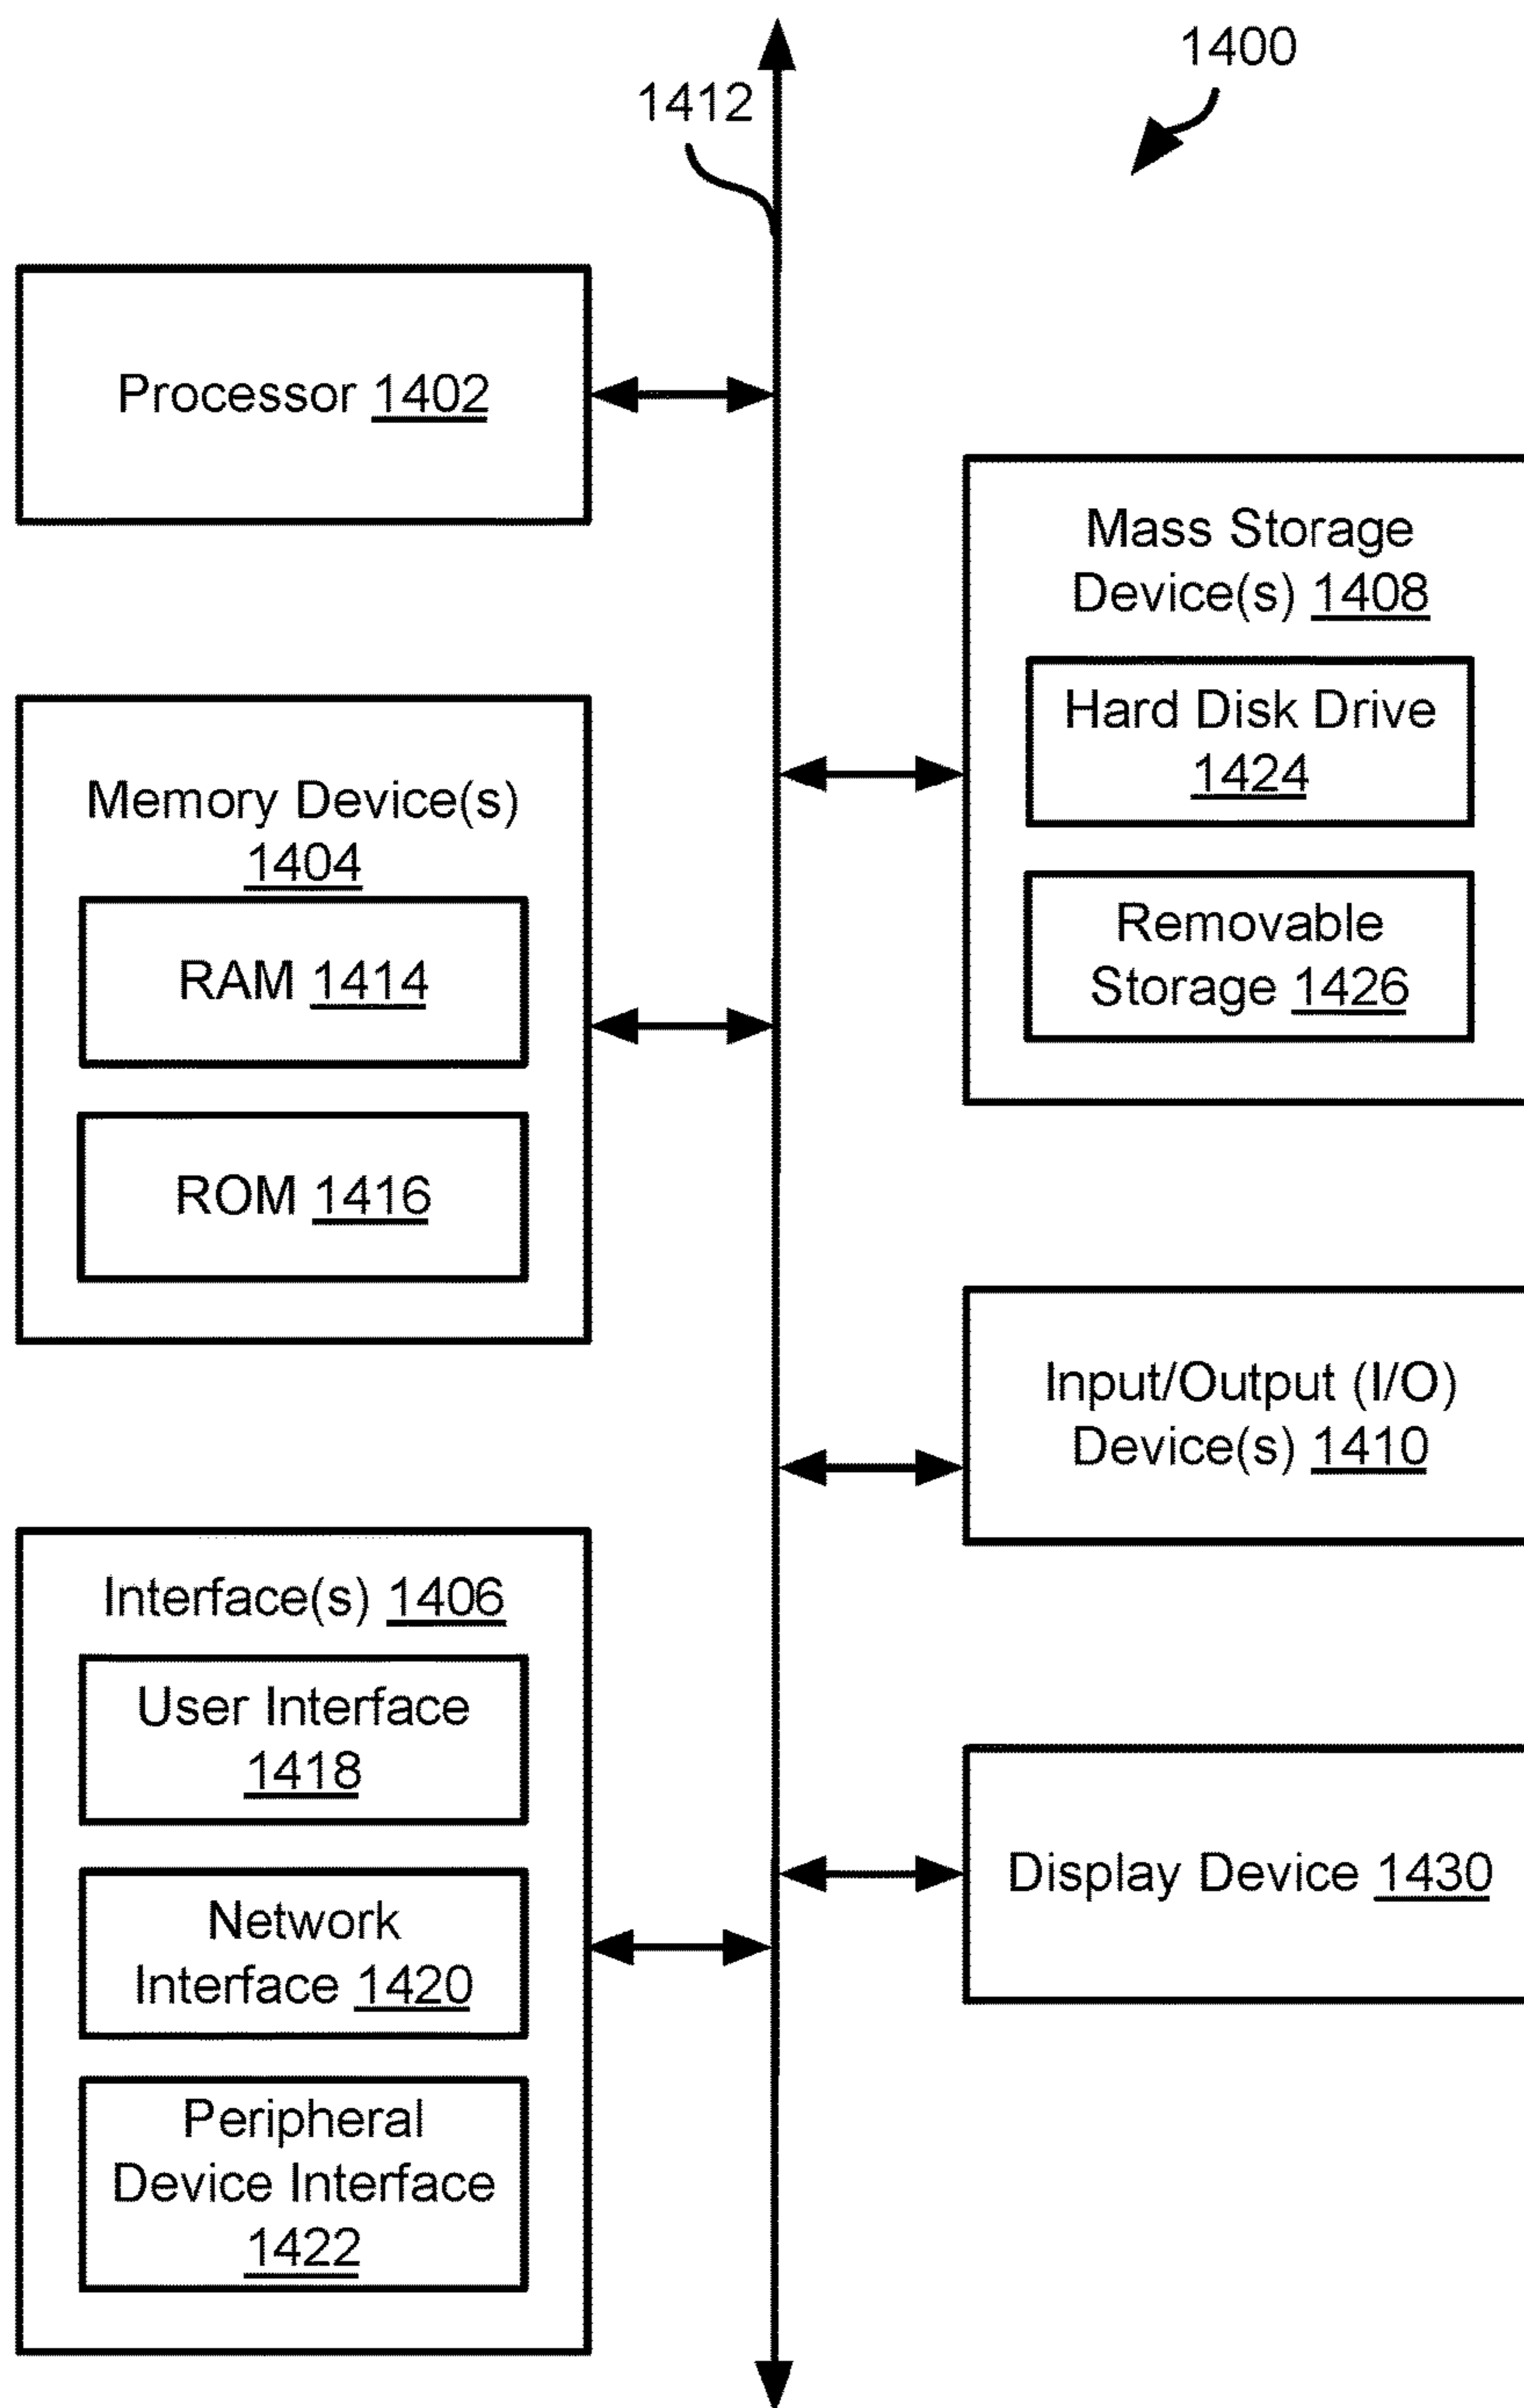 1400
1412
Processor 1402
Mass Storage
Device(s) 1408
Hard Disk Drive
1424
Removable
Storage 1426
Memory Device(s)
1404
RAM 1414
ROM 1416
Input/Output (I/O)
Device(s) 1410
Interface(s) 1406
User Interface
1418
Network
Interface 1420
Peripheral
Device Interface
1422
Display Device 1430